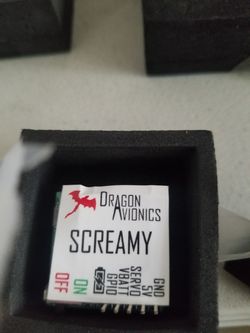 DRAGON
AVIONICS
SCREAMY
OFF
ON
GPIO
VBATT
SERVO
5V
GND